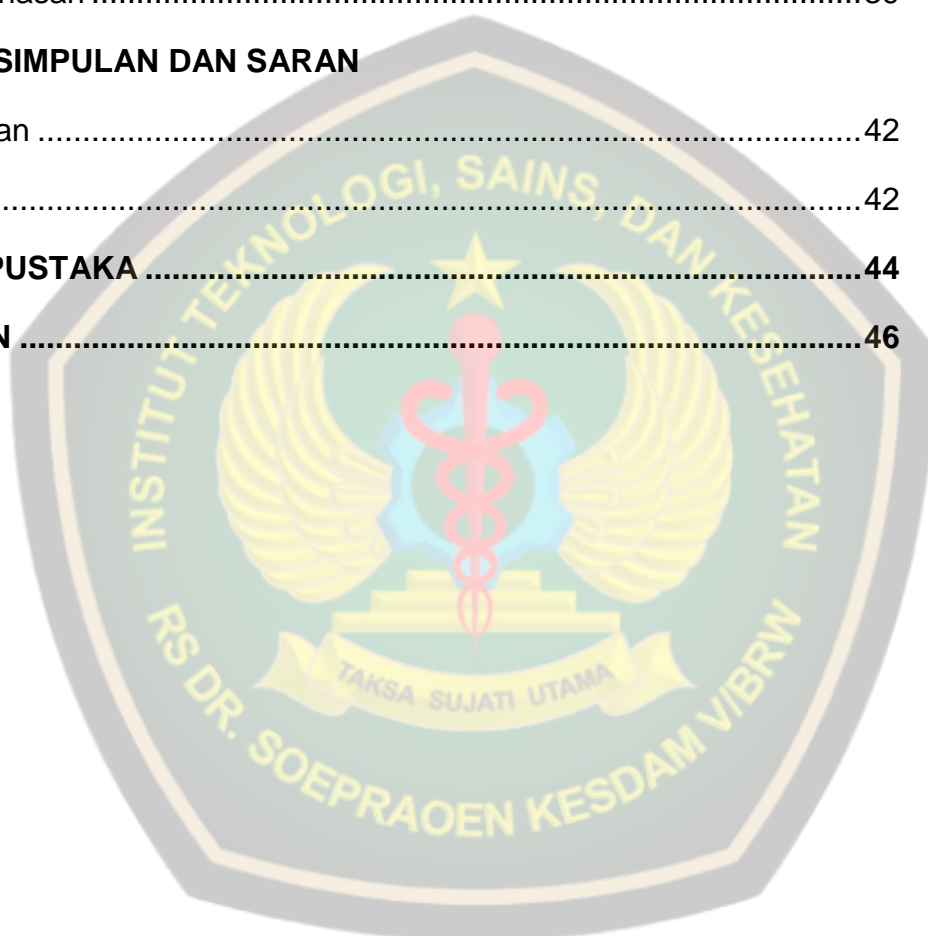 SIMPULAN DAN SARAN
an ........................................................................................... 42
............................................................................................... 42
PUSTAKA ................................................................................ 44
N .............................................................................................. 46
INSTITUT TEKNOLOGI, SAINS, DAN KESEHATAN
TAKSA SUJATI UTAMA
RS DR. SOEPRAOEN KESDAM V/BRW